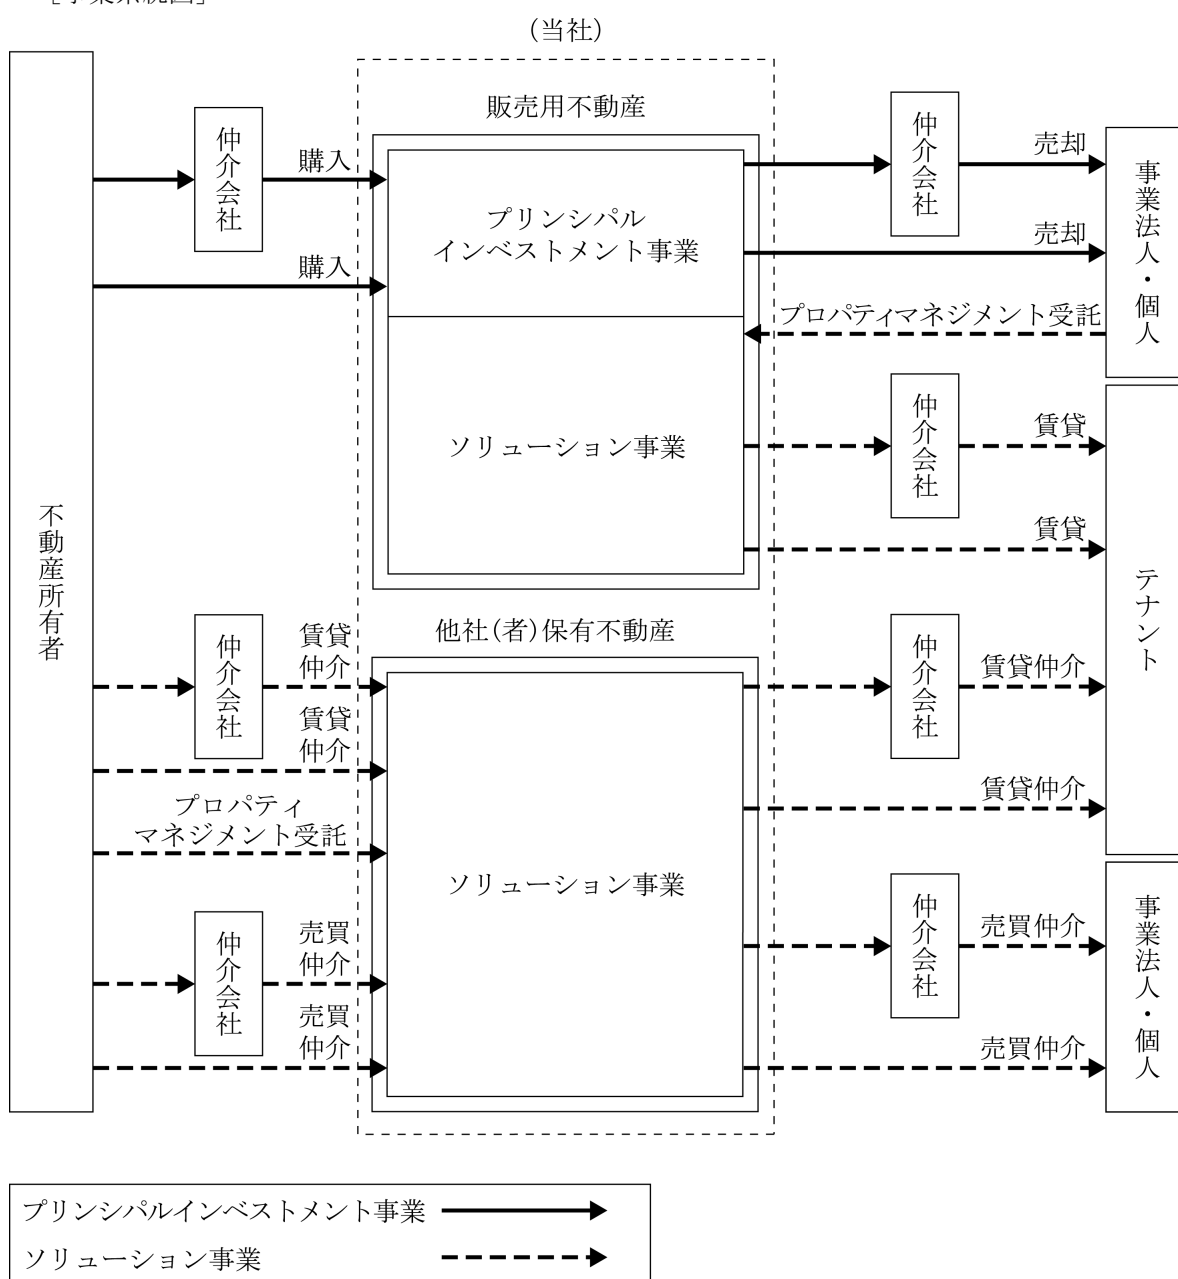 [事業系統図]
(当社)
販売用不動産
仲介会社
購入
購入
プリンシパル
インベストメント事業
ソリューション事業
仲介会社
売却
売却
プロパティマネジメント受託
事業法人・個人
仲介会社
賃貸
賃貸
不動産所有者
テナント
他社(者)保有不動産
仲介会社
賃貸
仲介
賃貸
仲介
プロパティ
マネジメント受託
ソリューション事業
仲介会社
賃貸仲介
賃貸仲介
仲介会社
売買
仲介
売買
仲介
仲介会社
売買仲介
売買仲介
事業法人・個人
プリンシパルインベストメント事業
ソリューション事業